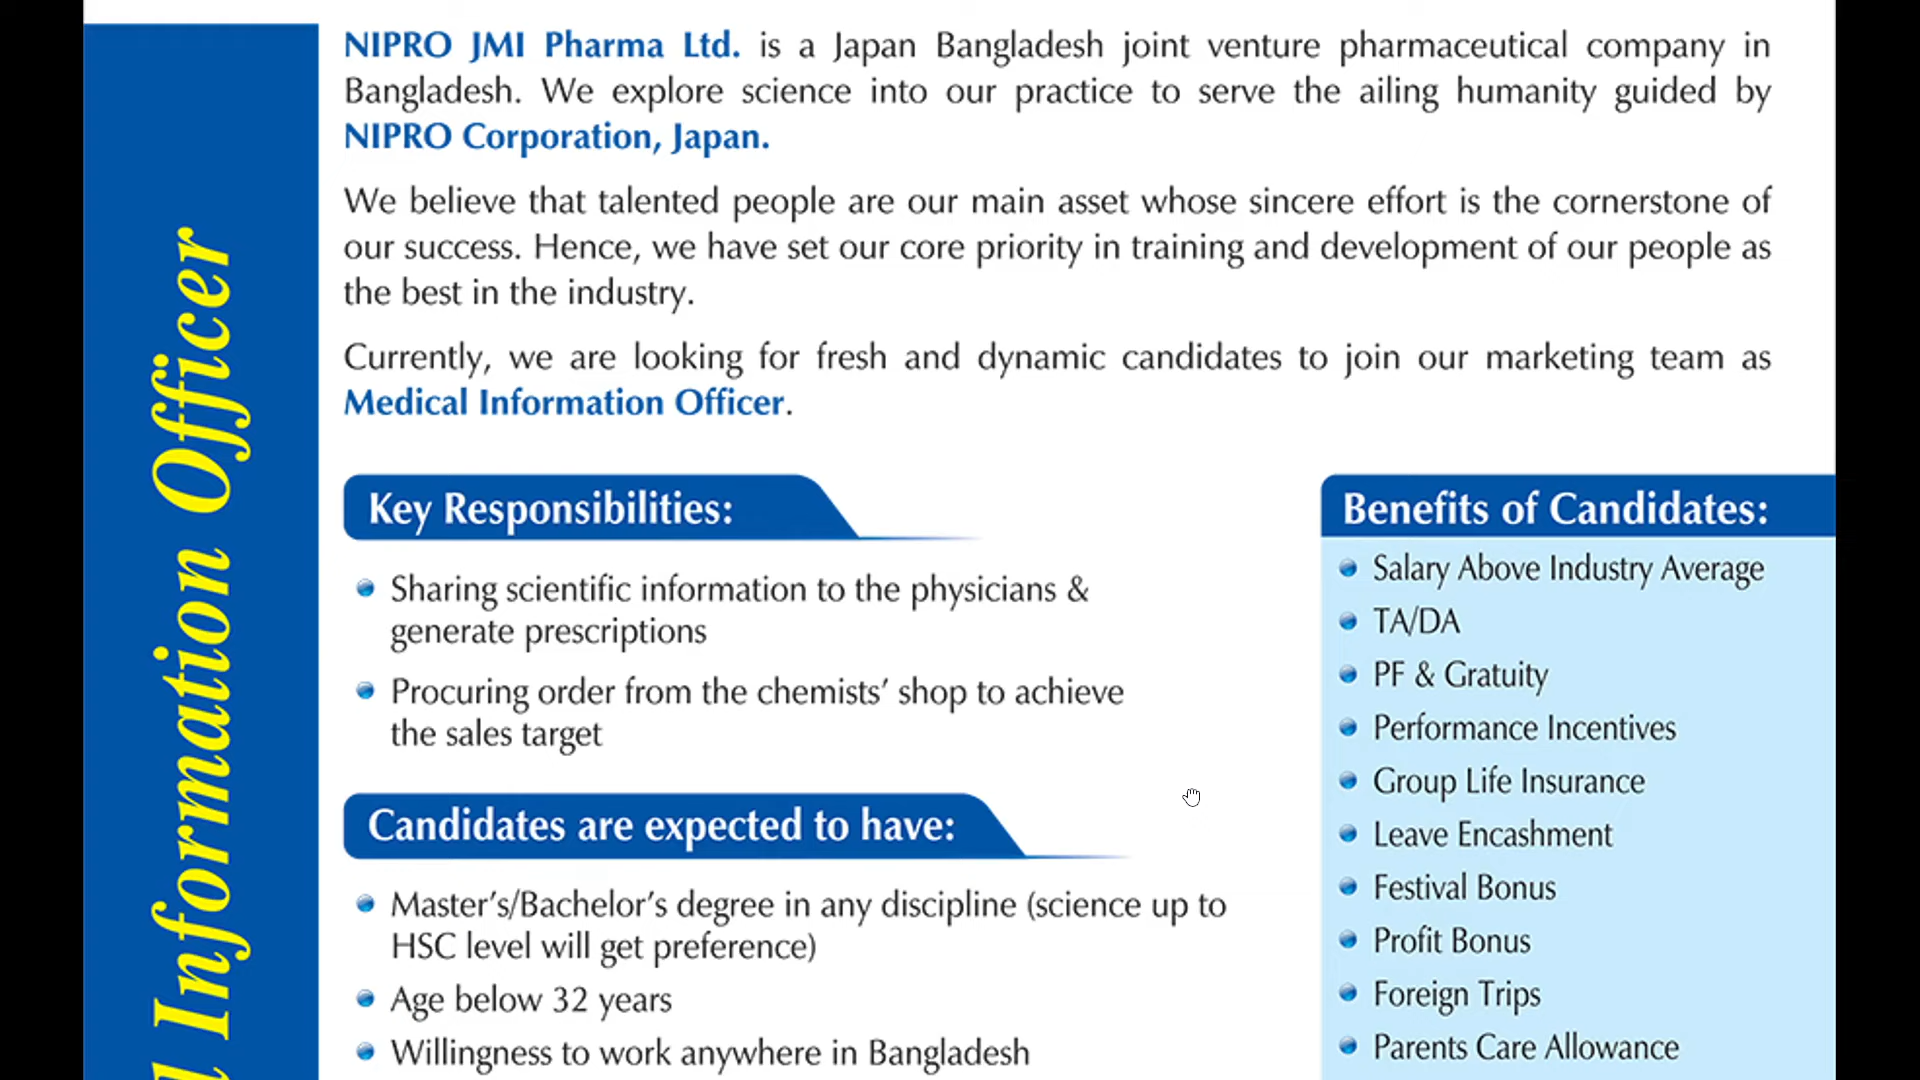 Information Officer
NIPRO JMI Pharma Ltd. is a Japan Bangladesh joint venture pharmaceutical company in
Bangladesh. We explore science into our practice to serve the ailing humanity guided by
NIPRO Corporation, Japan.
We believe that talented people are our main asset whose sincere effort is the cornerstone of
our success. Hence, we have set our core priority in training and development of our people as
the best in the industry.
Currently, we are looking for fresh and dynamic candidates to join our marketing team as
Medical Information Officer.
Key Responsibilities:
Sharing scientific information to the physicians &
generate prescriptions
Procuring order from the chemists’ shop to achieve
the sales target
Candidates are expected to have:
Master’s/Bachelor’s degree in any discipline (science up to
HSC level will get preference)
Age below 32 years
Willingness to work anywhere in Bangladesh
Benefits of Candidates:
Salary Above Industry Average
TA/DA
PF & Gratuity
Performance Incentives
Group Life Insurance
Leave Encashment
Festival Bonus
Profit Bonus
Foreign Trips
Parents Care Allowance